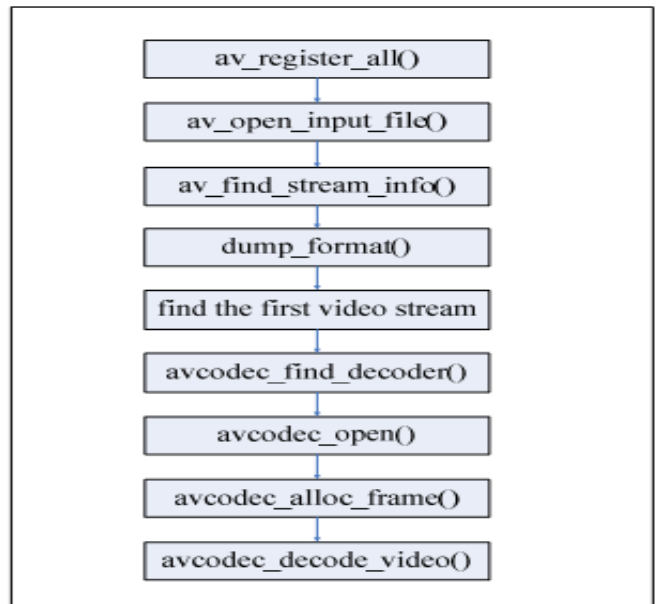 av_register_all()
av_open_input_file()
av_find_stream_info()
dump_format()
find the first video stream
avcodec_find_decoder()
avcodec_open()
avcodec_alloc_frame()
avcodec_decode_video()